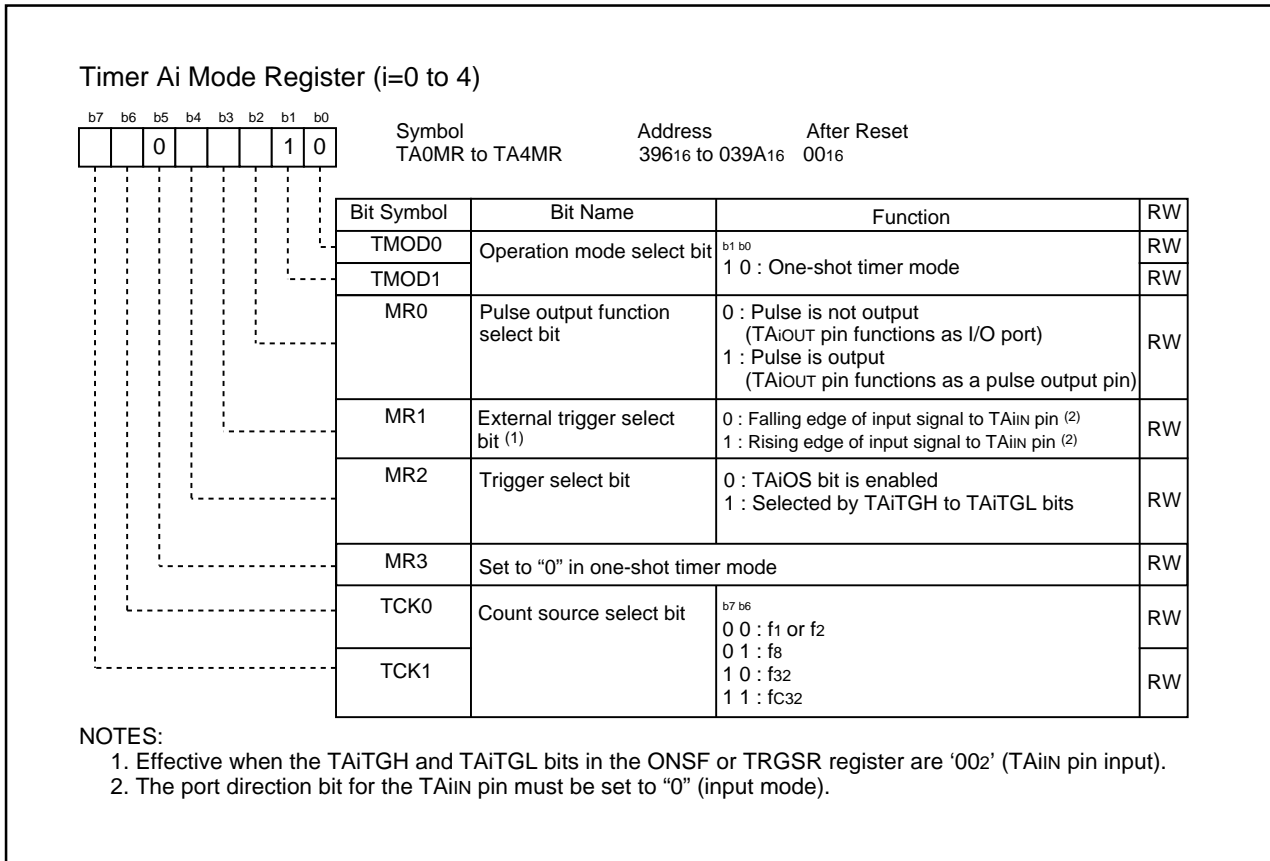 Timer Ai Mode Register (i=0 to 4)
b7 b6 b5 b4 b3 b2 b1 b0
0 1 0
Symbol Address After Reset
TA0MR to TA4MR 39616 to 039A16 0016
Bit Symbol Bit Name Function RW
TMOD0 Operation mode select bit b1 b0 RW
1 0 : One-shot timer mode
TMOD1 RW
MR0 Pulse output function 0 : Pulse is not output
select bit (TAiOUT pin functions as I/O port)
1 : Pulse is output RW
(TAiOUT pin functions as a pulse output pin)
MR1 External trigger select 0 : Falling edge of input signal to TAiIN pin (2)
bit (1) 1 : Rising edge of input signal to TAiIN pin (2) RW
MR2 Trigger select bit 0 : TAiOS bit is enabled
1 : Selected by TAiTGH to TAiTGL bits RW
MR3 Set to “0” in one-shot timer mode RW
TCK0 Count source select bit b7 b6 RW
0 0 : f1 or f2
0 1 : f8
TCK1 1 0 : f32 RW
1 1 : fC32
NOTES:
1. Effective when the TAiTGH and TAiTGL bits in the ONSF or TRGSR register are ‘002’ (TAiIN pin input).
2. The port direction bit for the TAiIN pin must be set to “0” (input mode).